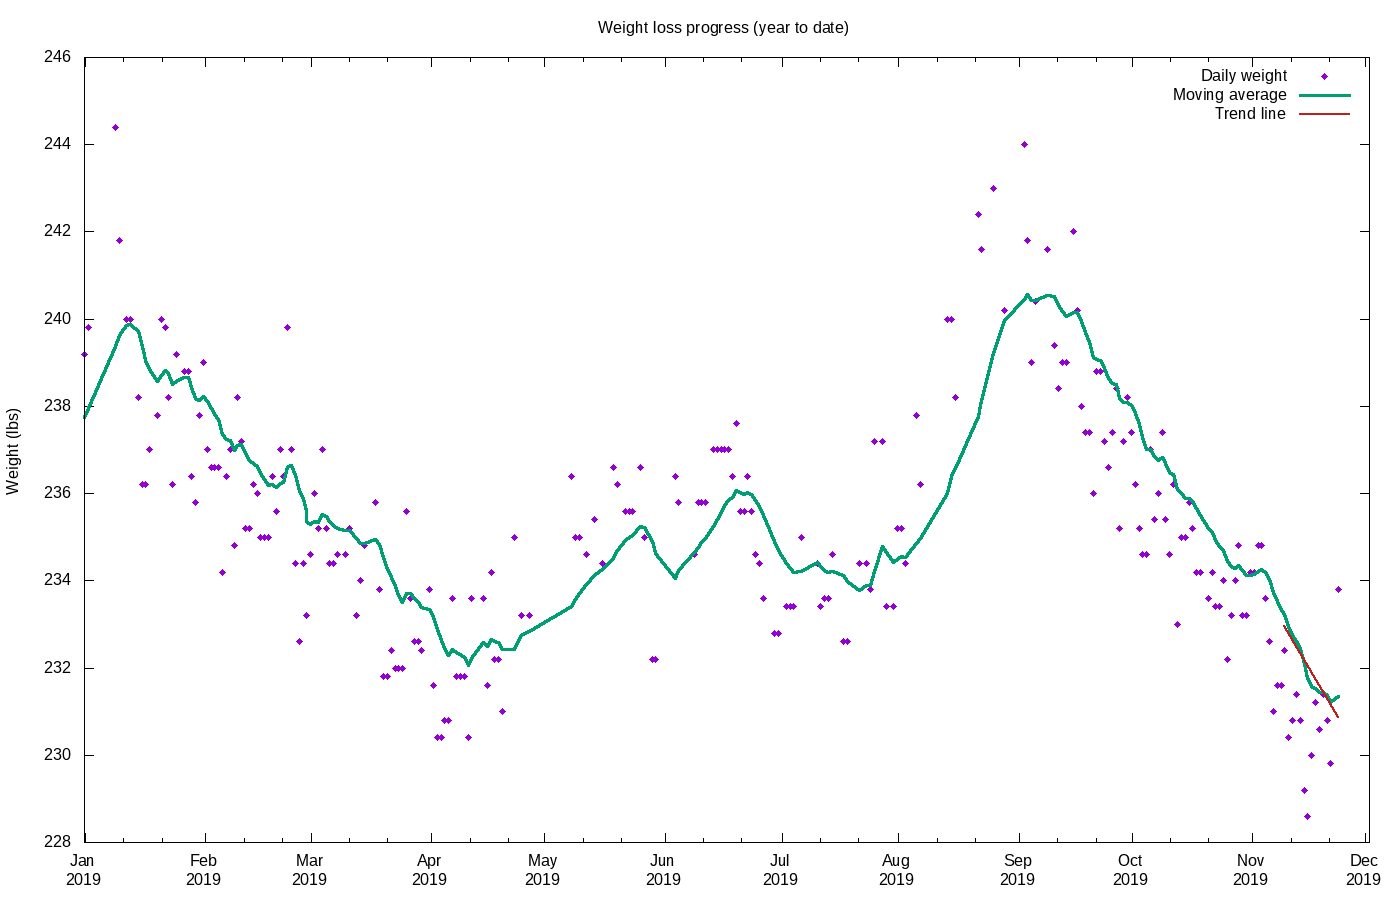 Weight loss progress (year to date)
246
244
242
240
238
236
234
232
230
228
Weight (lbs)
Daily weight
Moving average
Trend line
Jan Feb Mar Apr May Jun Jul Aug Sep Oct Nov Dec
2019 2019 2019 2019 2019 2019 2019 2019 2019 2019 2019 2019